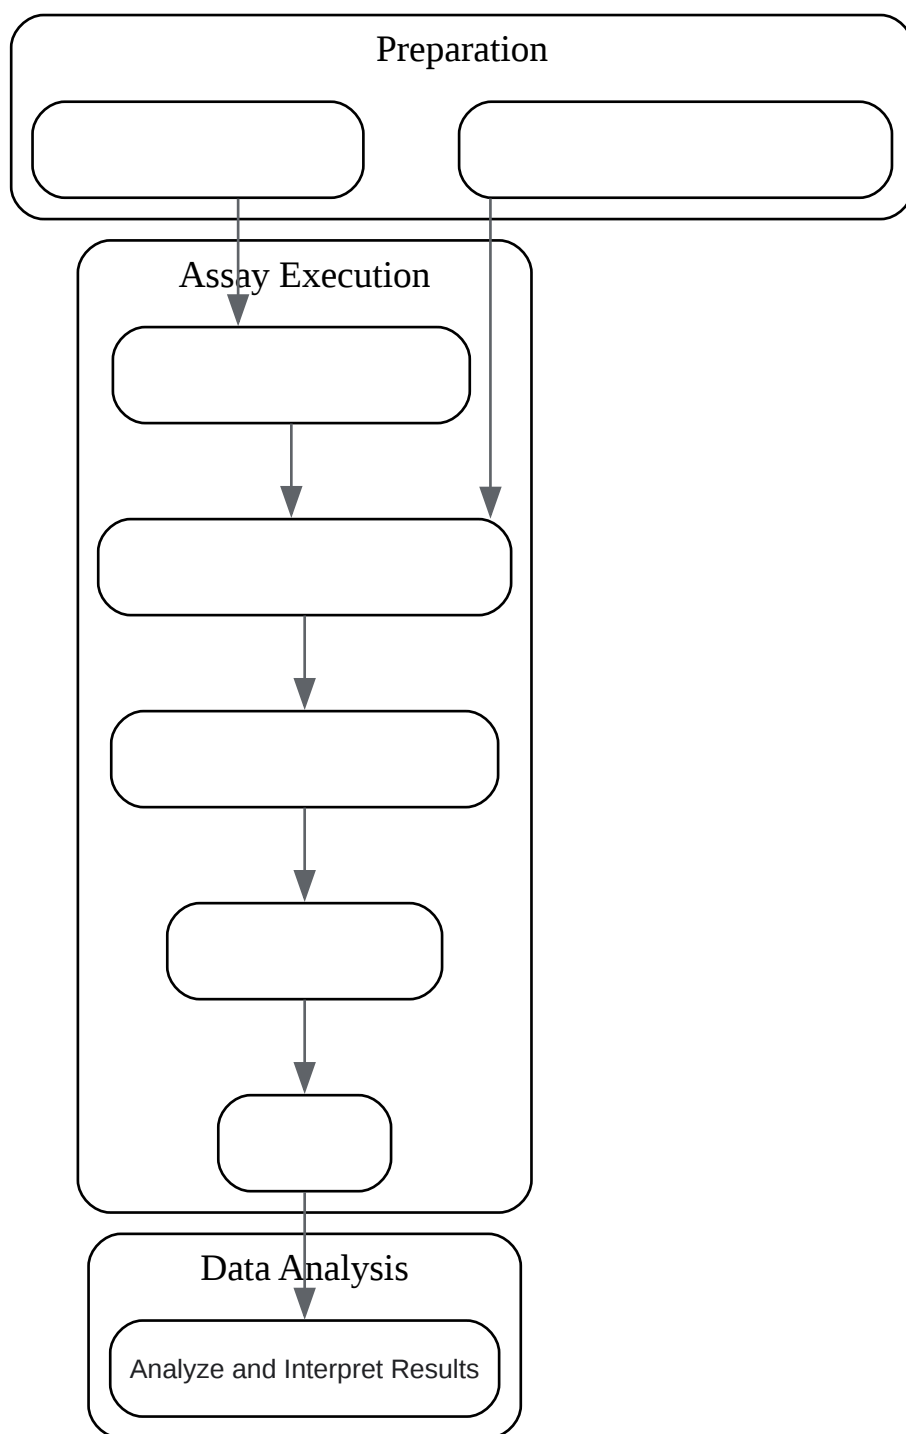 Preparation
Assay Execution
Data Analysis
Analyze and Interpret Results